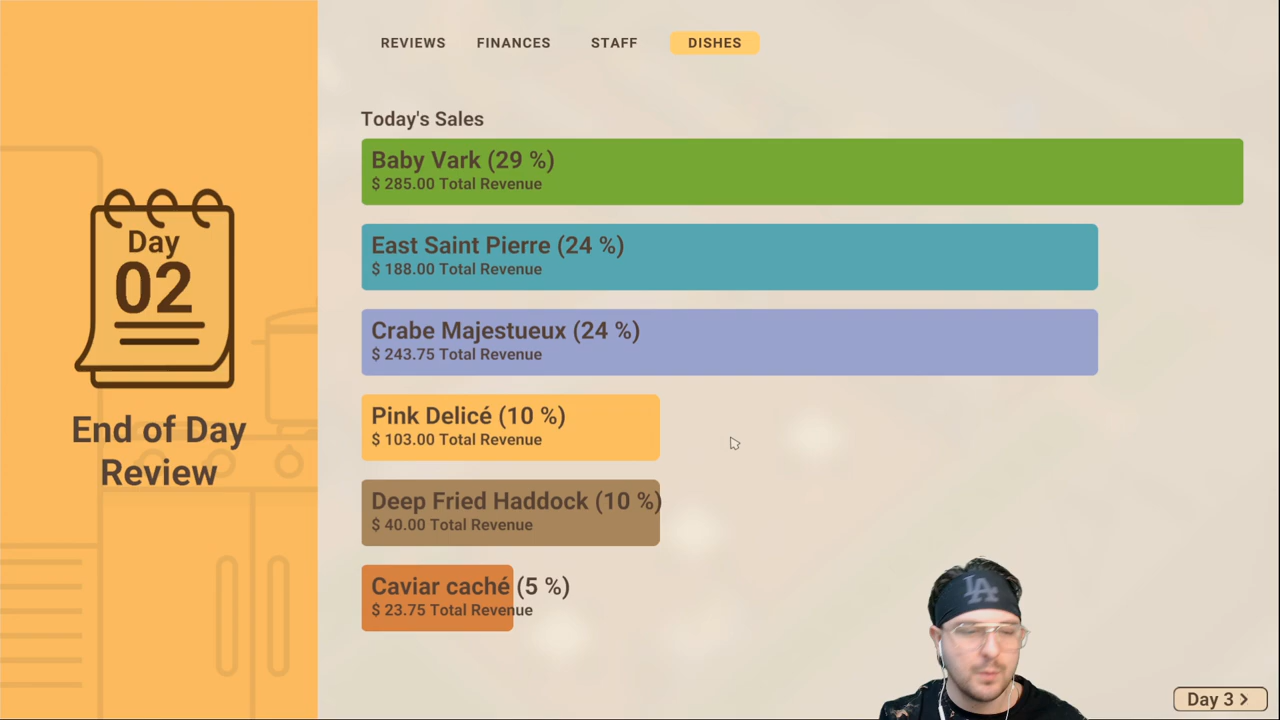 REVIEWS FINANCES STAFF DISHES
Today's Sales
Baby Vark (29 %)
$ 285.00 Total Revenue
East Saint Pierre (24 %)
$ 188.00 Total Revenue
Crabe Majestueux (24 %)
$ 243.75 Total Revenue
Pink Delicé (10 %)
$ 103.00 Total Revenue
Deep Fried Haddock (10 %)
$ 40.00 Total Revenue
Caviar caché (5 %)
$ 23.75 Total Revenue
Day
02
End of Day
Review
LA
Day 3 >